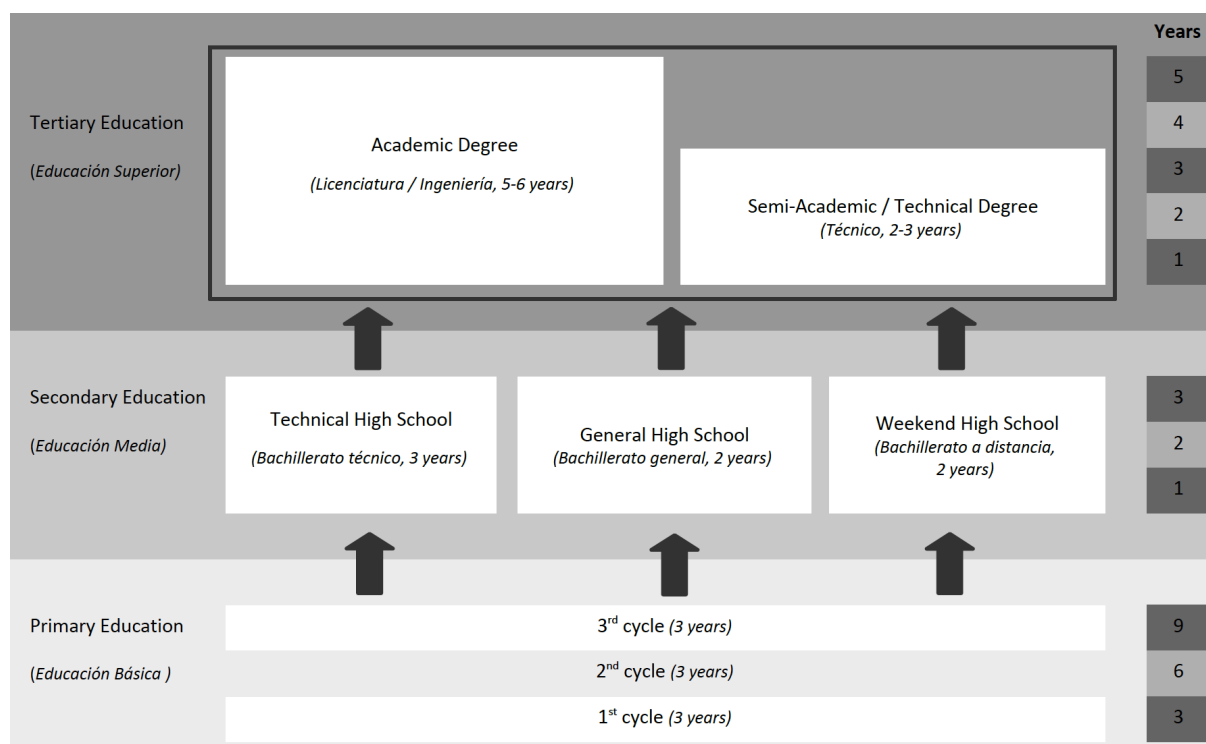 Years
5
Tertiary Education
4
Academic Degree
(Educación Superior)
3
(Licenciatura / Ingeniería, 5-6 years)
Semi-Academic / Technical Degree
2
(Técnico, 2-3 years)
1
Secondary Education
3
Technical High School
Weekend High School
General High School
(Educación Media)
(Bachillerato a distancia,
2
(Bachillerato técnico, 3 years)
(Bachillerato general, 2 years)
2 years)
1
Primary Education
3rd cycle (3 years)
9
(Educación Básica )
2nd cycle (3 years)
6
1st cycle (3 years)
3